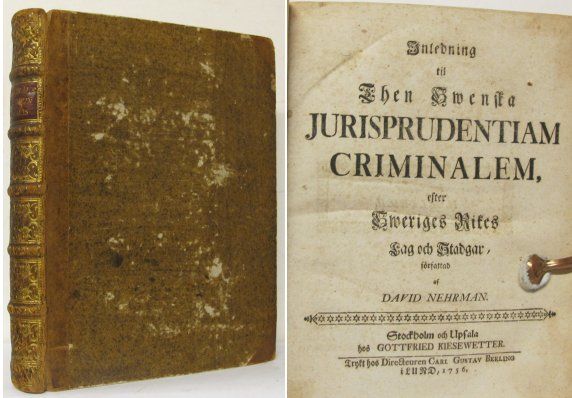 Inledning
til
Then Swenska
JURISPRUDENTIAM
CRIMINALEM,
efter
Sweriges Rikes
Lag och Stadgar,
författad
af
DAVID NEHRMAN.
Stockholm och Upsala
hos GOTTFRIED KIESEWETTER.
Tryckt hos Directeuren CARL GUSTAV BERLING
i LUND, 1756.